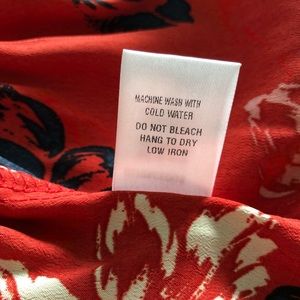 MACHINE WASH WITH
COLD WATER
DO NOT BLEACH
HANG TO DRY
LOW IRON